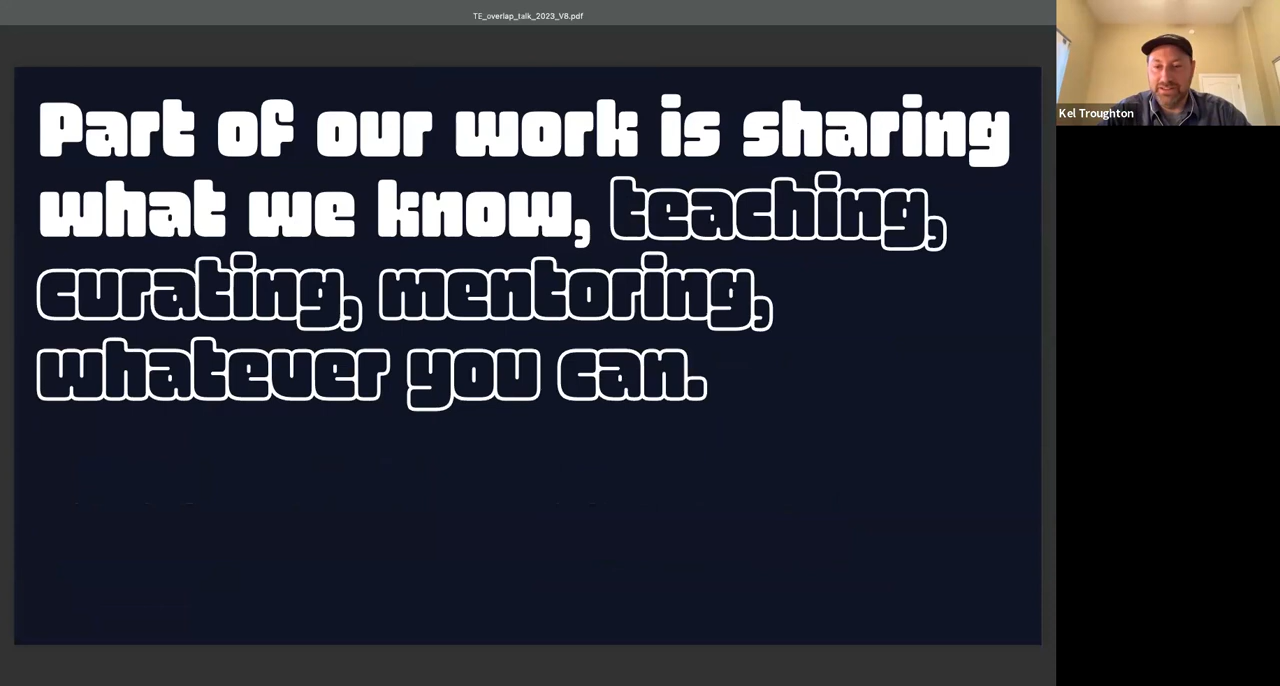 TE_overlap_talk_2023_V8.pdf
Part of our work is sharing
what we know, teaching,
curating, mentoring,
whatever you can.
Kel Troughton